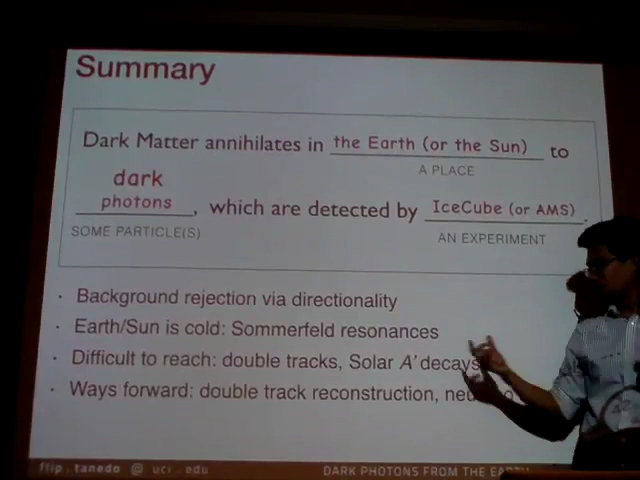 Summary
Dark Matter annihilates in the Earth (or the Sun) to
A PLACE
dark
photons, which are detected by IceCube (or AMS).
SOME PARTICLE(S)
AN EXPERIMENT
· Background rejection via directionality
· Earth/Sun is cold: Sommerfeld resonances
· Difficult to reach: double tracks, Solar A' decays
· Ways forward: double track reconstruction,
flip.tanedo @ uci.edu
DARK PHOTONS FROM THE